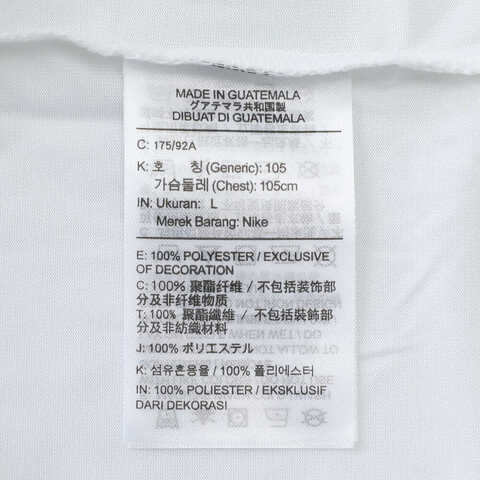 MADE IN GUATEMALA
グアテマラ共和国製
DIBUAT DI GUATEMALA
C: 175/92A
K: 호 칭 (Generic): 105
가슴둘레 (Chest): 105cm
IN: Ukuran: L
Merek Barang: Nike
E: 100% POLYESTER / EXCLUSIVE
OF DECORATION
C: 100% 聚酯纤维 / 不包括装饰部
分及非纤维物质
T: 100% 聚酯纖維 / 不包括裝飾部
分及非紡織材料
J: 100% ポリエステル
K: 섬유혼용율 / 100% 폴리에스터
IN: 100% POLIESTER / EKSKLUSIF
DARI DEKORASI